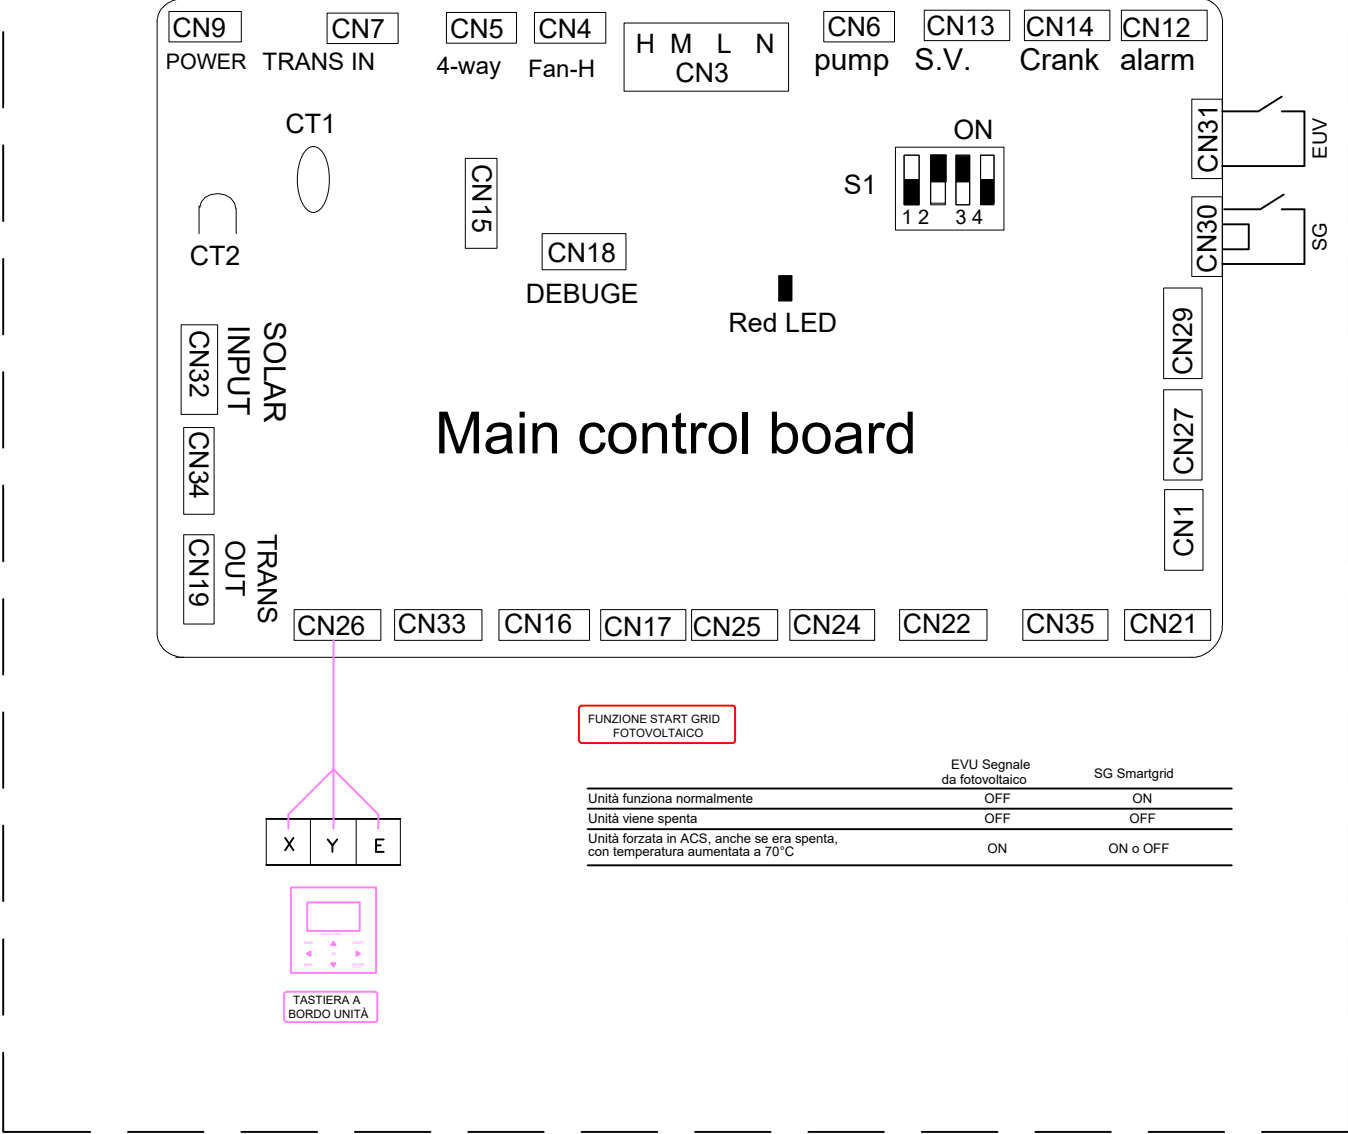 CN9
CN7
CN5
CN4
H M L N
CN3
CN6
CN13
CN14
CN12
POWER
TRANS IN
4-way
Fan-H
pump
S.V.
Crank
alarm
CT1
CN15
ON
S1
1 2 3 4
CN31
EUV
CT2
CN18
DEBUGE
CN30
SG
Red LED
CN32
SOLAR
INPUT
CN29
Main control board
CN34
CN27
CN19
TRANS
OUT
CN1
CN26
CN33
CN16
CN17
CN25
CN24
CN22
CN35
CN21
FUNZIONE START GRID
FOTOVOLTAICO
EVU Segnale
da fotovoltaico
SG Smartgrid
Unità funziona normalmente OFF ON
Unità viene spenta OFF OFF
Unità forzata in ACS, anche se era spenta,
con temperatura aumentata a 70°C ON ON o OFF
X Y E
TASTIERA A
BORDO UNITÀ